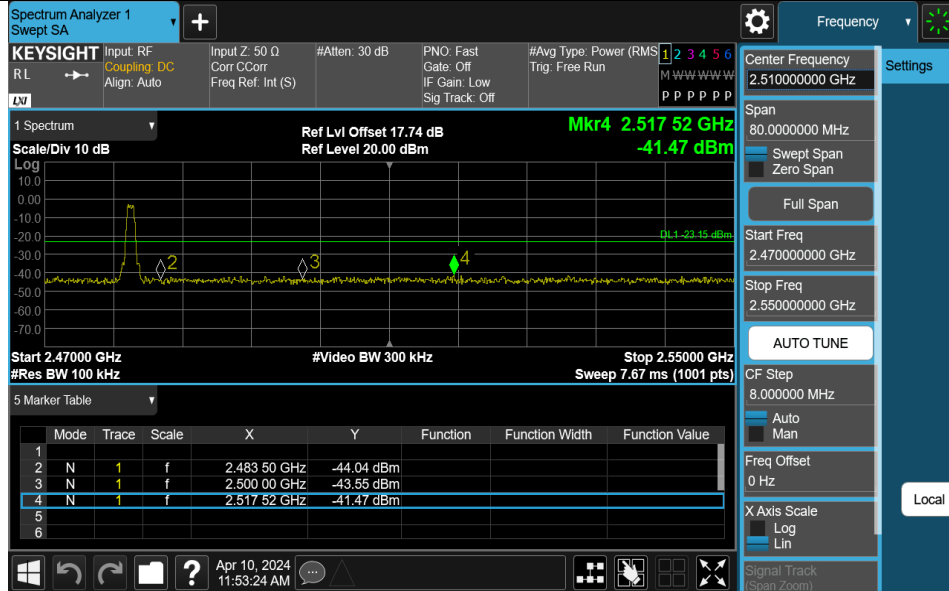 Spectrum Analyzer 1
Swept SA
Frequency
KEYSIGHT
RL
LXI
Input: RF
Coupling: DC
Align: Auto
Input Z: 50 Ω
Corr CCorr
Freq Ref: Int (S)
#Atten: 30 dB
PNO: Fast
Gate: Off
IF Gain: Low
Sig Track: Off
#Avg Type: Power (RMS
Trig: Free Run
1 2 3 4 5 6
M W W W W W
P P P P P P
Center Frequency
2.510000000 GHz
Settings
Span
80.0000000 MHz
Swept Span
Zero Span
Full Span
Start Freq
2.470000000 GHz
Stop Freq
2.550000000 GHz
AUTO TUNE
CF Step
8.000000 MHz
Auto
Man
Freq Offset
0 Hz
X Axis Scale
Log
Lin
Signal Track
(Span Zoom)
Local
1 Spectrum
Scale/Div 10 dB
Ref Lvl Offset 17.74 dB
Ref Level 20.00 dBm
Mkr4 2.517 52 GHz
-41.47 dBm
Log
10.0
0.00
-10.0
-20.0
-30.0
-40.0
-50.0
-60.0
-70.0
DL1 -23.15 dBm
2
3
4
Start 2.47000 GHz
#Res BW 100 kHz
#Video BW 300 kHz
Stop 2.55000 GHz
Sweep 7.67 ms (1001 pts)
5 Marker Table
Mode Trace Scale X Y Function Function Width Function Value
1
2 N 1 f 2.483 50 GHz -44.04 dBm
3 N 1 f 2.500 00 GHz -43.55 dBm
4 N 1 f 2.517 52 GHz -41.47 dBm
5
6
?
Apr 10, 2024
11:53:24 AM